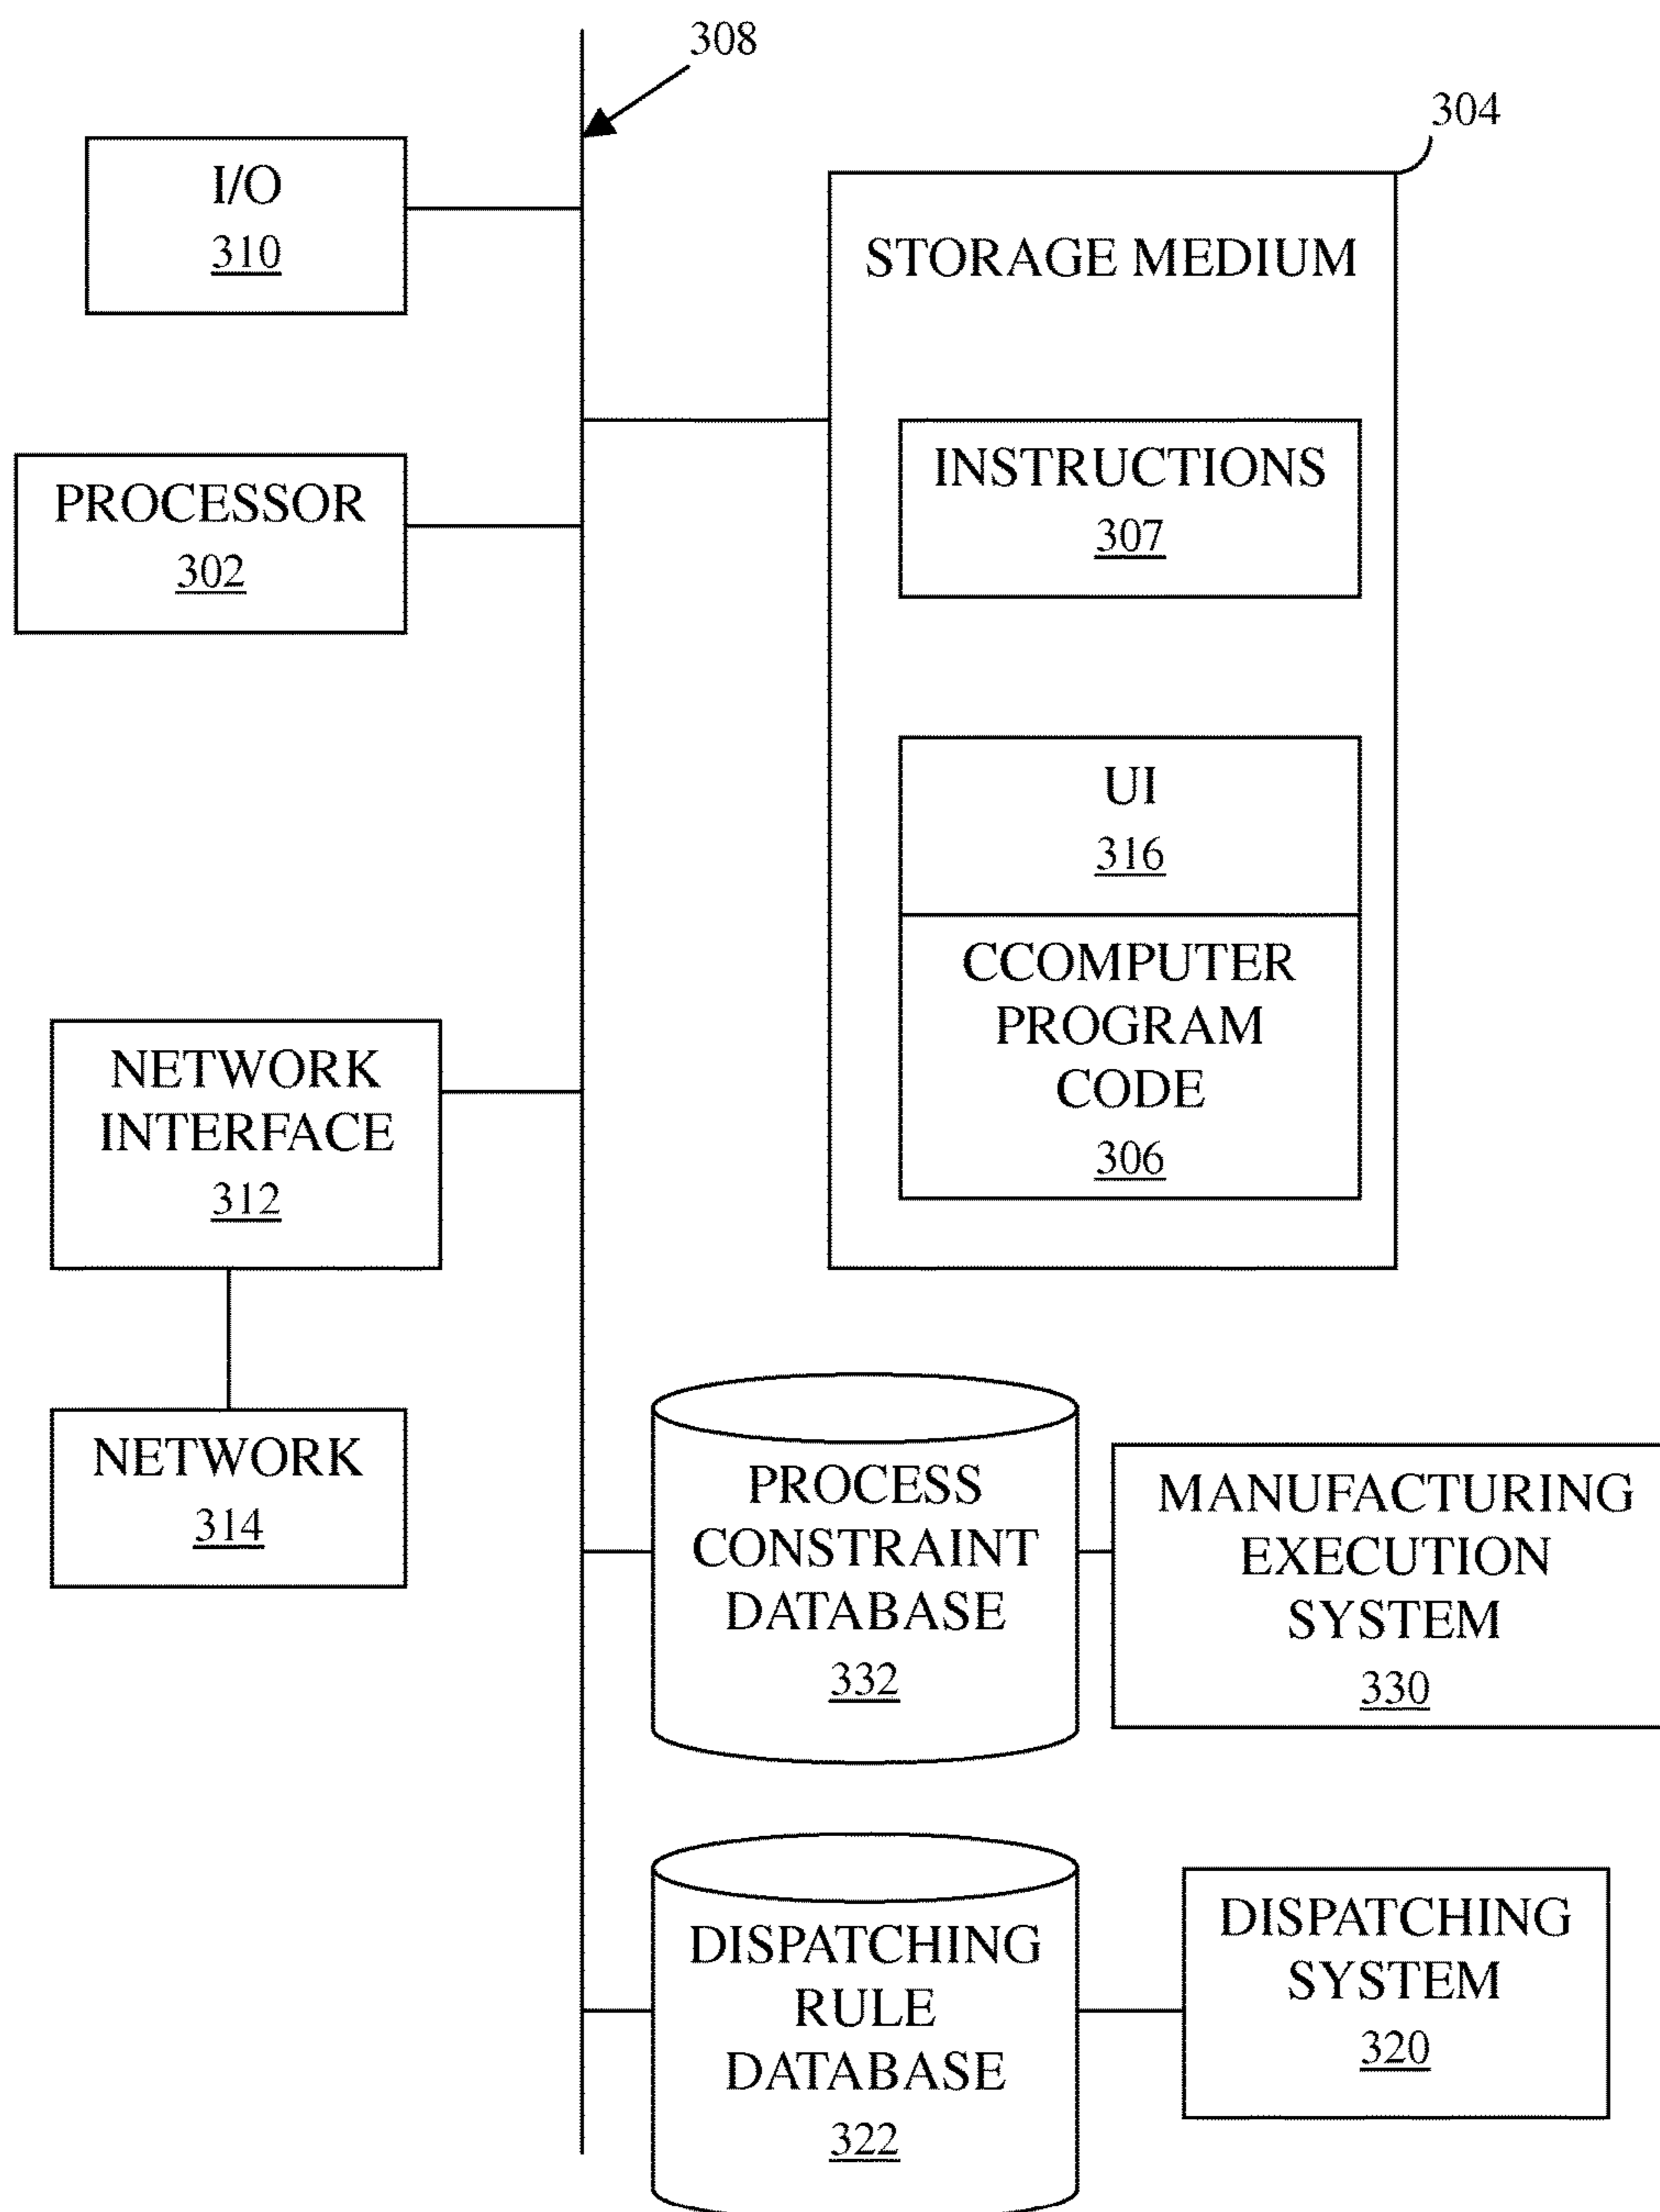 308
304
I/O
310
STORAGE MEDIUM
INSTRUCTIONS
307
PROCESSOR
302
UI
316
CCOMPUTER
PROGRAM
CODE
306
NETWORK
INTERFACE
312
NETWORK
314
PROCESS
CONSTRAINT
DATABASE
332
MANUFACTURING
EXECUTION
SYSTEM
330
DISPATCHING
RULE
DATABASE
322
DISPATCHING
SYSTEM
320